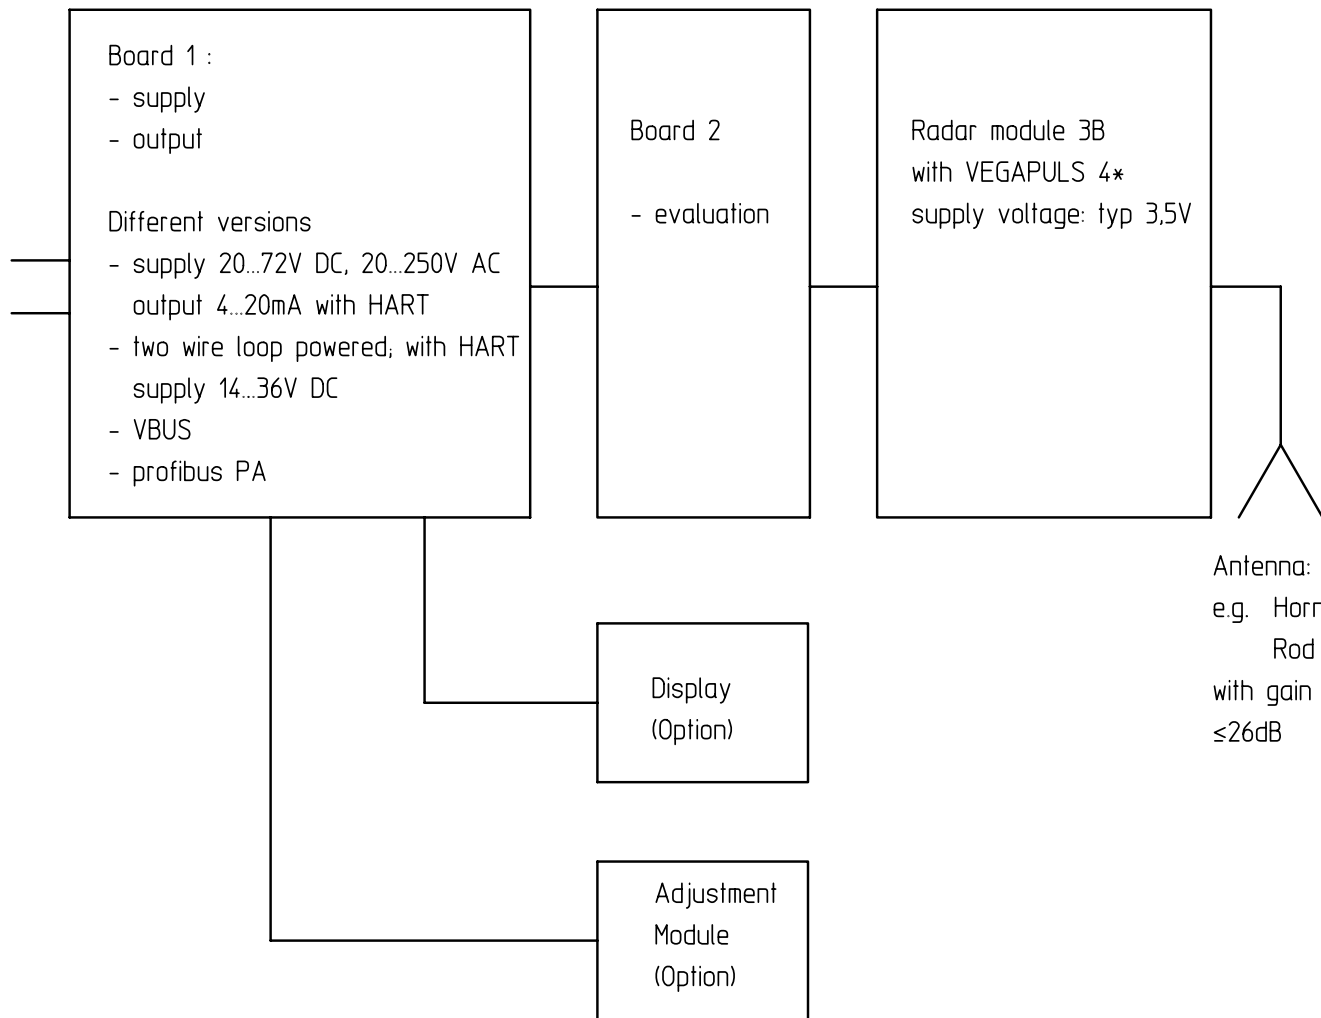 Board 1 :
- supply
- output
Different versions
- supply 20...72V DC, 20...250V AC
output 4...20mA with HART
- two wire loop powered; with HART
supply 14...36V DC
- VBUS
- profibus PA
Board 2
- evaluation
Radar module 3B
with VEGAPULS 4*
supply voltage: typ 3,5V
Antenna:
e.g. Horn
Rod
with gain
≤26dB
Display
(Option)
Adjustment
Module
(Option)